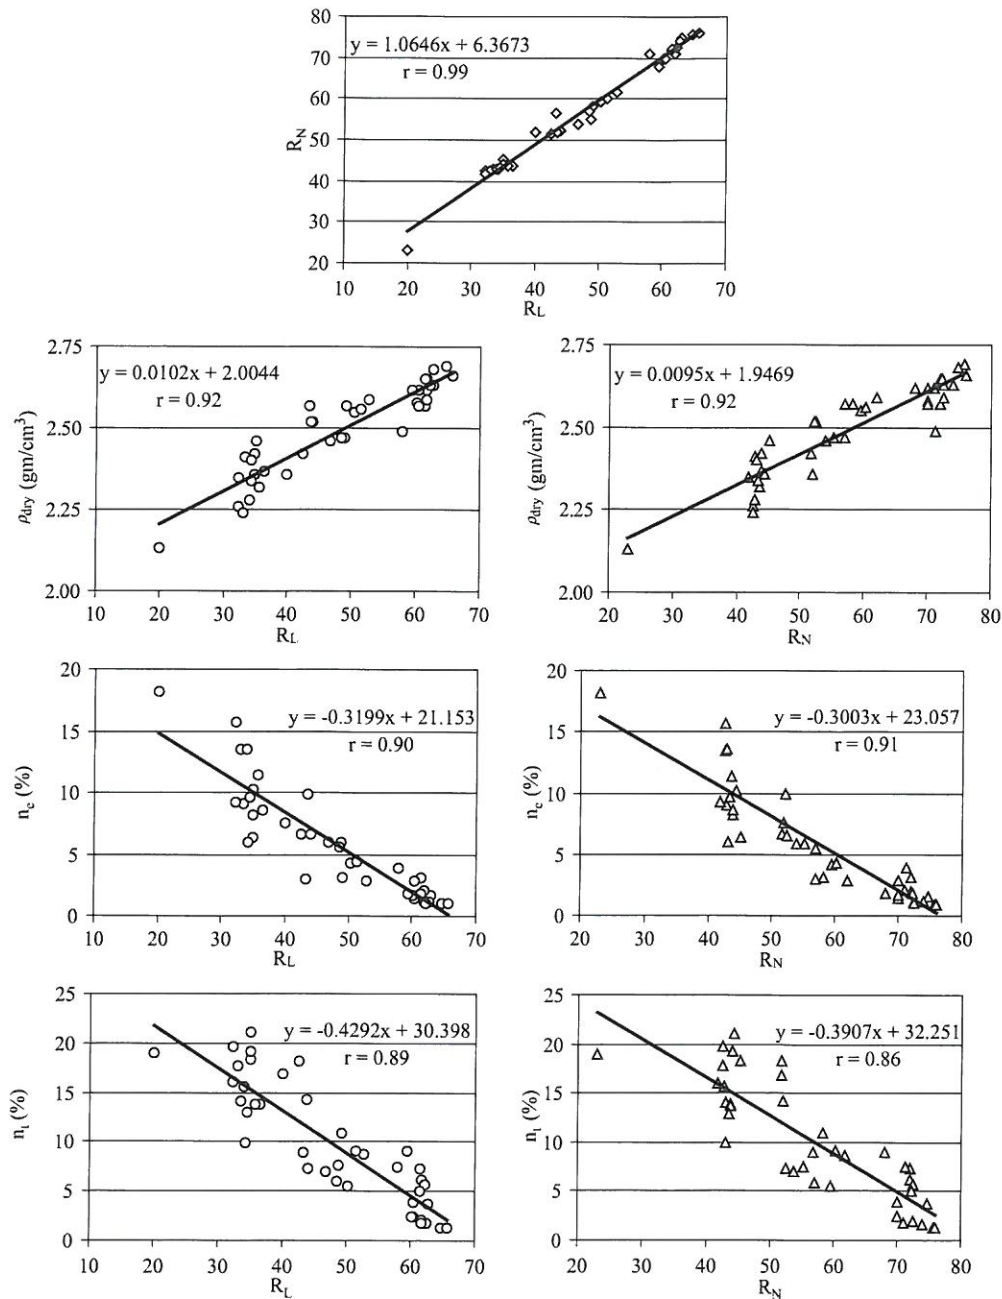 80
70
60
50
40
30
20
R_N
y = 1.0646x + 6.3673
r = 0.99
10 20 30 40 50 60 70
R_L
2.75
2.50
2.25
2.00
ρ_dry (gm/cm³)
y = 0.0102x + 2.0044
r = 0.92
10 20 30 40 50 60 70
R_L
2.75
2.50
2.25
2.00
ρ_dry (gm/cm³)
y = 0.0095x + 1.9469
r = 0.92
20 30 40 50 60 70 80
R_N
20
15
10
5
0
n_e (%)
y = -0.3199x + 21.153
r = 0.90
10 20 30 40 50 60 70
R_L
20
15
10
5
0
n_e (%)
y = -0.3003x + 23.057
r = 0.91
20 30 40 50 60 70 80
R_N
25
20
15
10
5
0
n_t (%)
y = -0.4292x + 30.398
r = 0.89
10 20 30 40 50 60 70
R_L
25
20
15
10
5
0
n_t (%)
y = -0.3907x + 32.251
r = 0.86
20 30 40 50 60 70 80
R_N